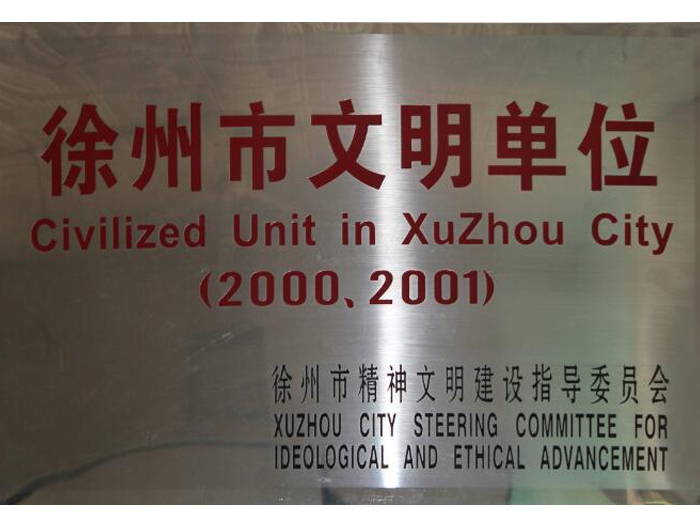 徐州市文明单位
Civilized Unit in XuZhou City
(2000、2001)
徐州市精神文明建设指导委员会
XUZHOU CITY STEERING COMMITTEE FOR
IDEOLOGICAL AND ETHICAL ADVANCEMENT